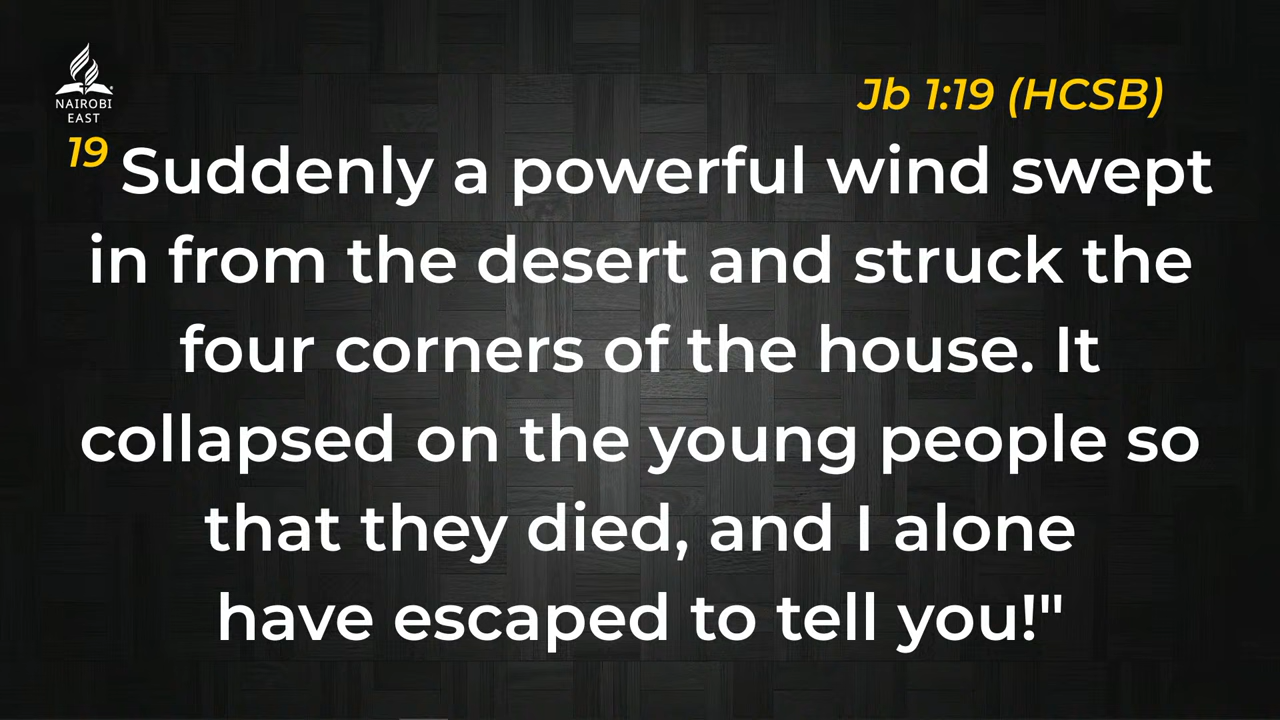 NAIROBI
EAST
Jb 1:19 (HCSB)
19 Suddenly a powerful wind swept
in from the desert and struck the
four corners of the house. It
collapsed on the young people so
that they died, and I alone
have escaped to tell you!"